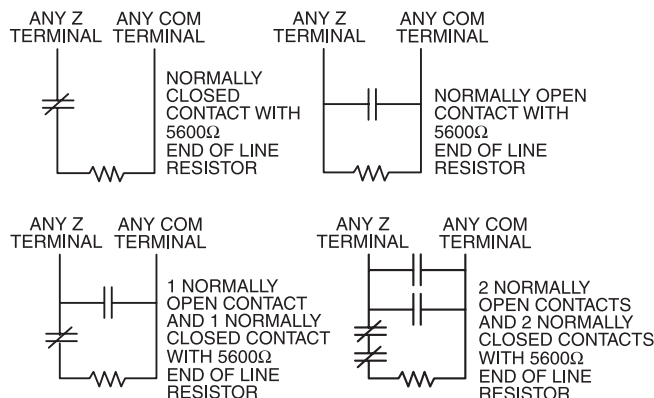 ANY Z
TERMINAL
ANY COM
TERMINAL
NORMALLY
CLOSED
CONTACT WITH
5600Ω
END OF LINE
RESISTOR
ANY Z
TERMINAL
ANY COM
TERMINAL
NORMALLY OPEN
CONTACT WITH
5600Ω
END OF LINE
RESISTOR
ANY Z
TERMINAL
ANY COM
TERMINAL
1 NORMALLY
OPEN CONTACT
AND 1 NORMALLY
CLOSED CONTACT
WITH 5600Ω
END OF LINE
RESISTOR
ANY Z
TERMINAL
ANY COM
TERMINAL
2 NORMALLY
OPEN CONTACTS
AND 2 NORMALLY
CLOSED CONTACTS
WITH 5600Ω
END OF LINE
RESISTOR